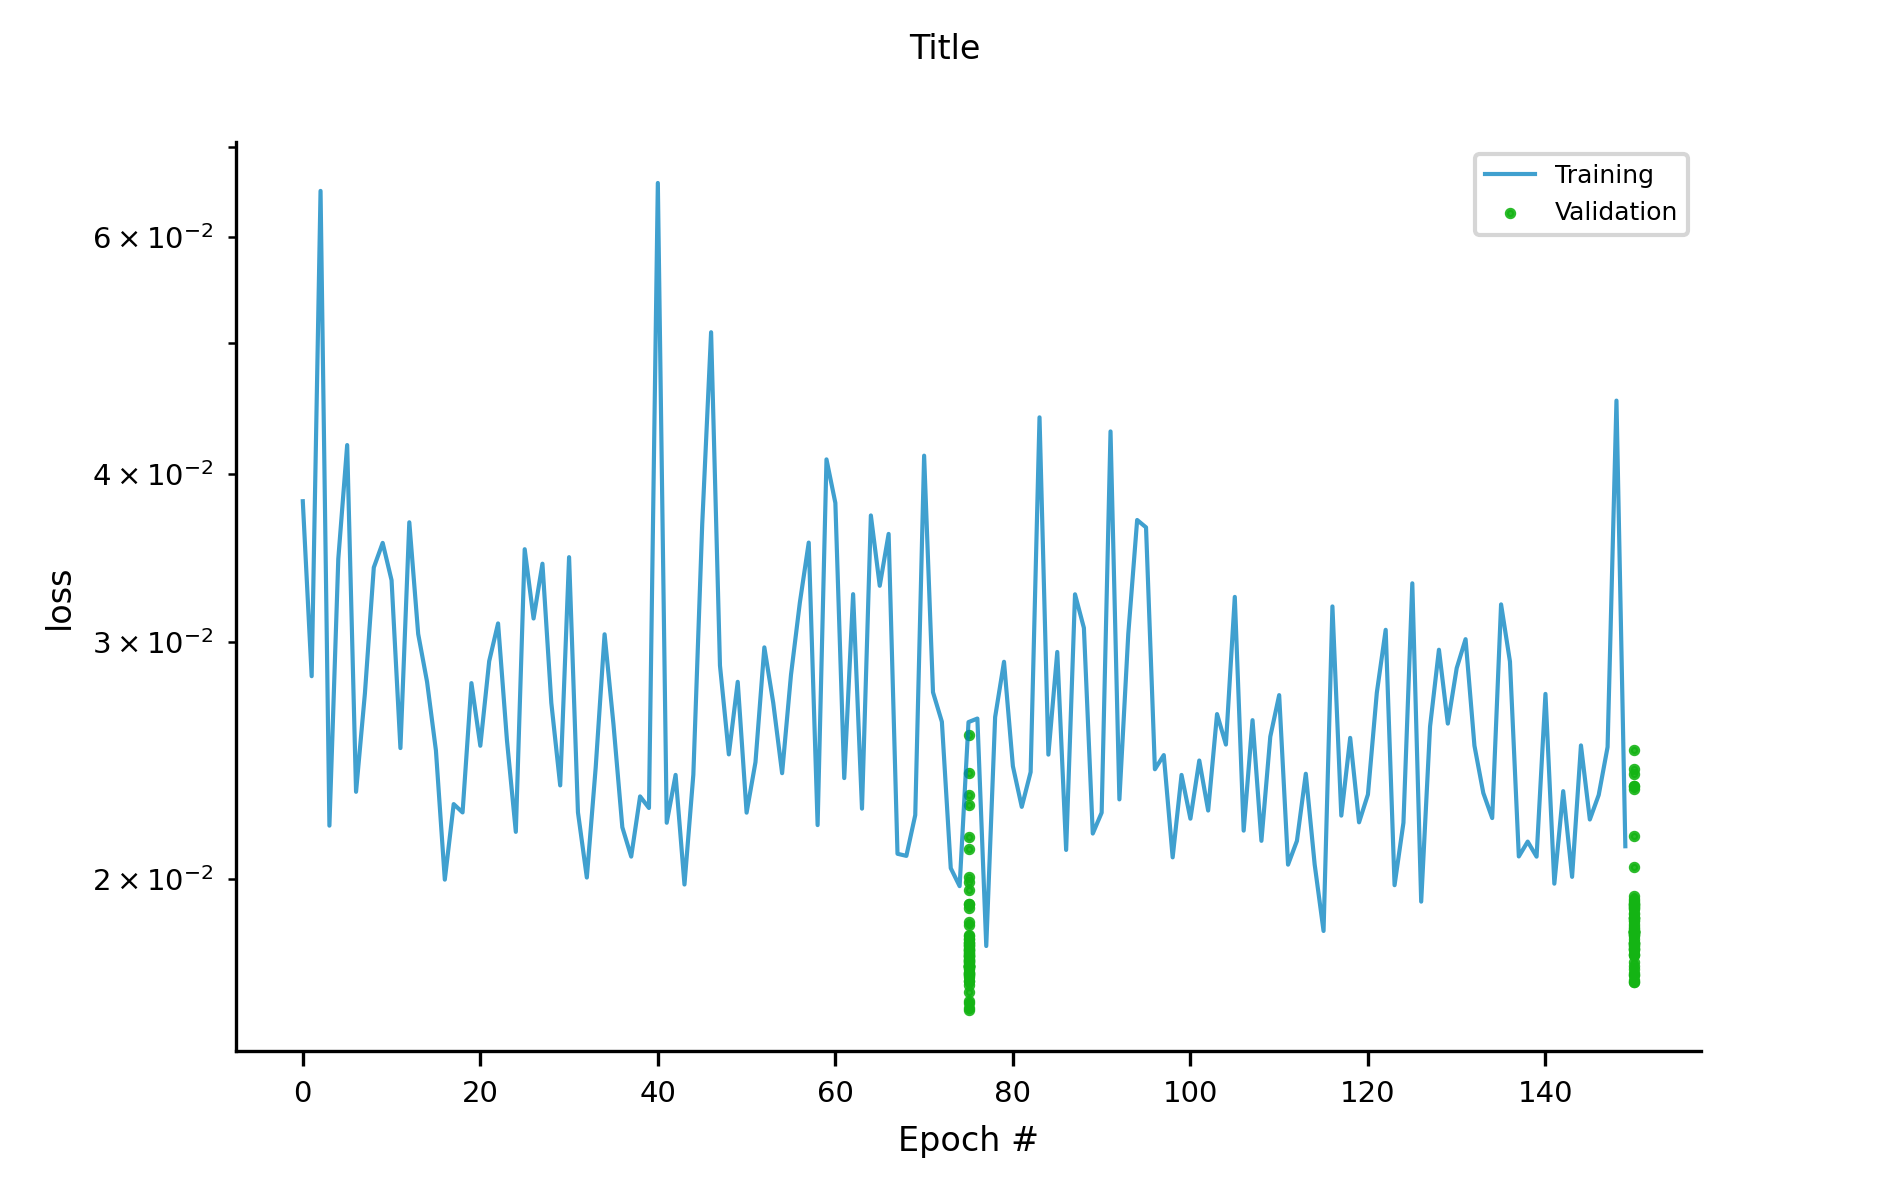 Title
Training
Validation
6 × 10⁻²
4 × 10⁻²
3 × 10⁻²
2 × 10⁻²
loss
0 20 40 60 80 100 120 140
Epoch #